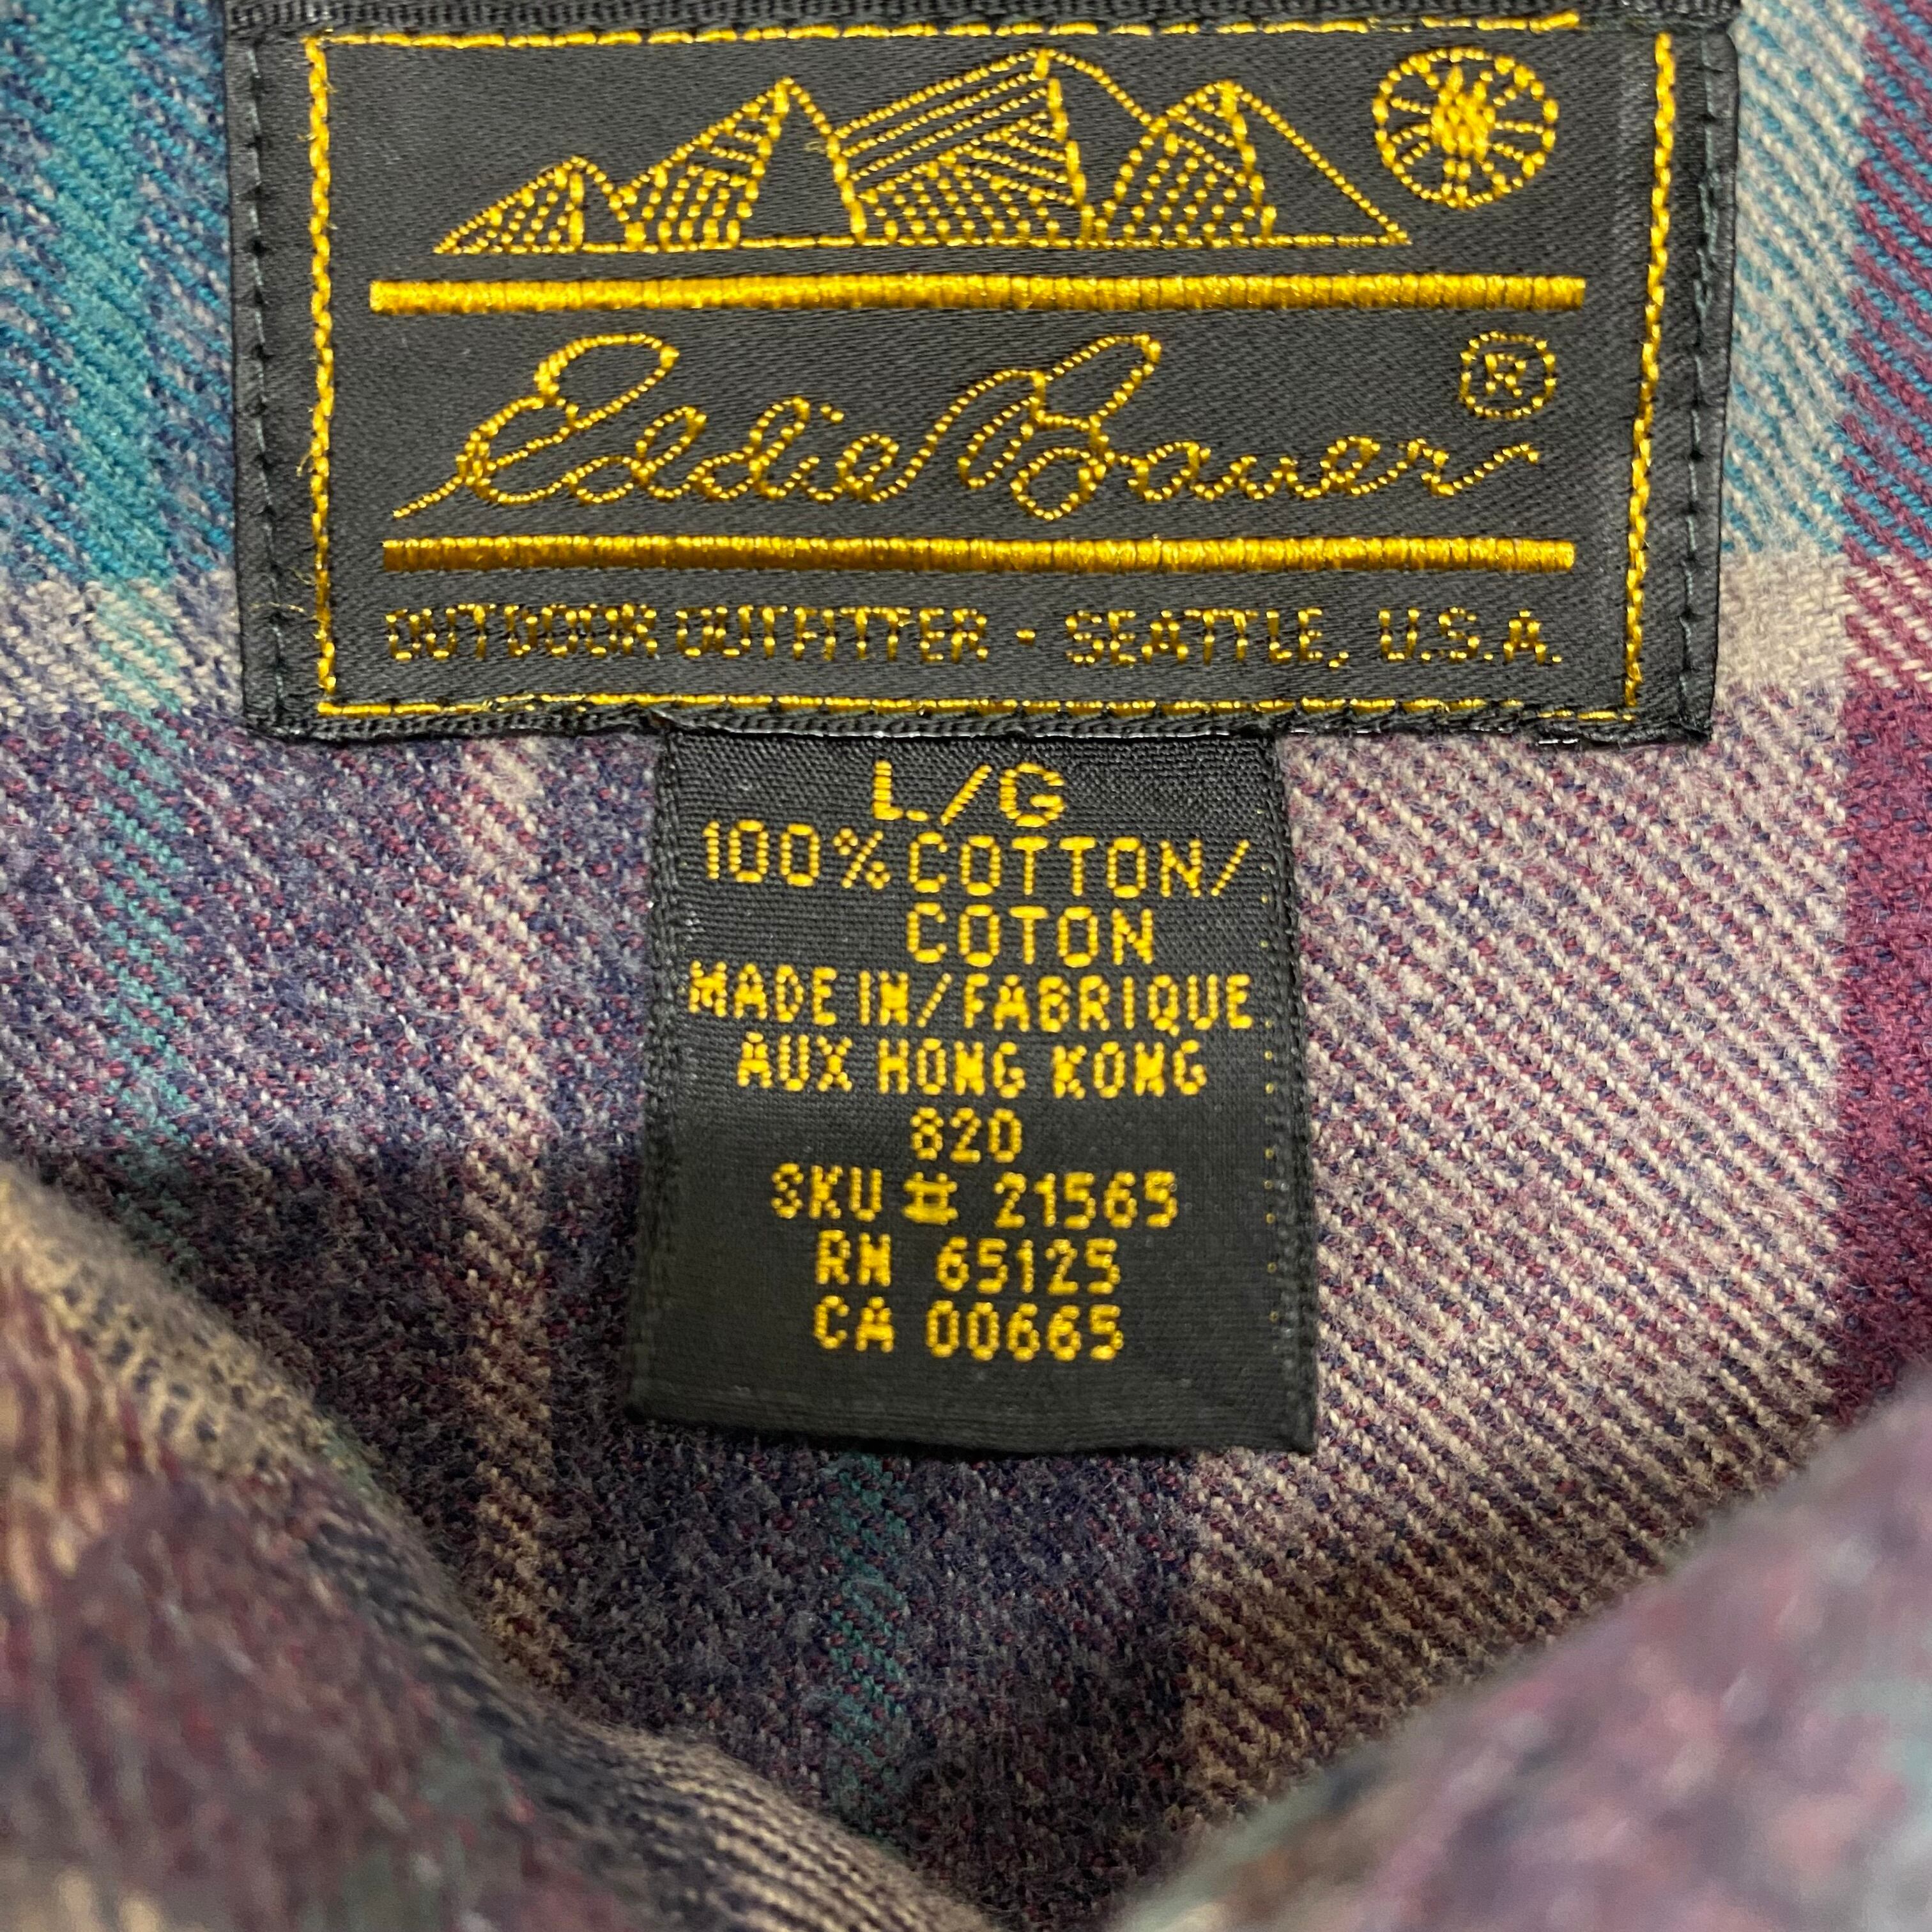 Eddie Bauer ®
OUTDOOR OUTFITTER - SEATTLE, U.S.A.
L/G
100% COTTON/
COTON
MADE IN/FABRIQUE
AUX HONG KONG
820
SKU # 21565
RN 65125
CA 00665